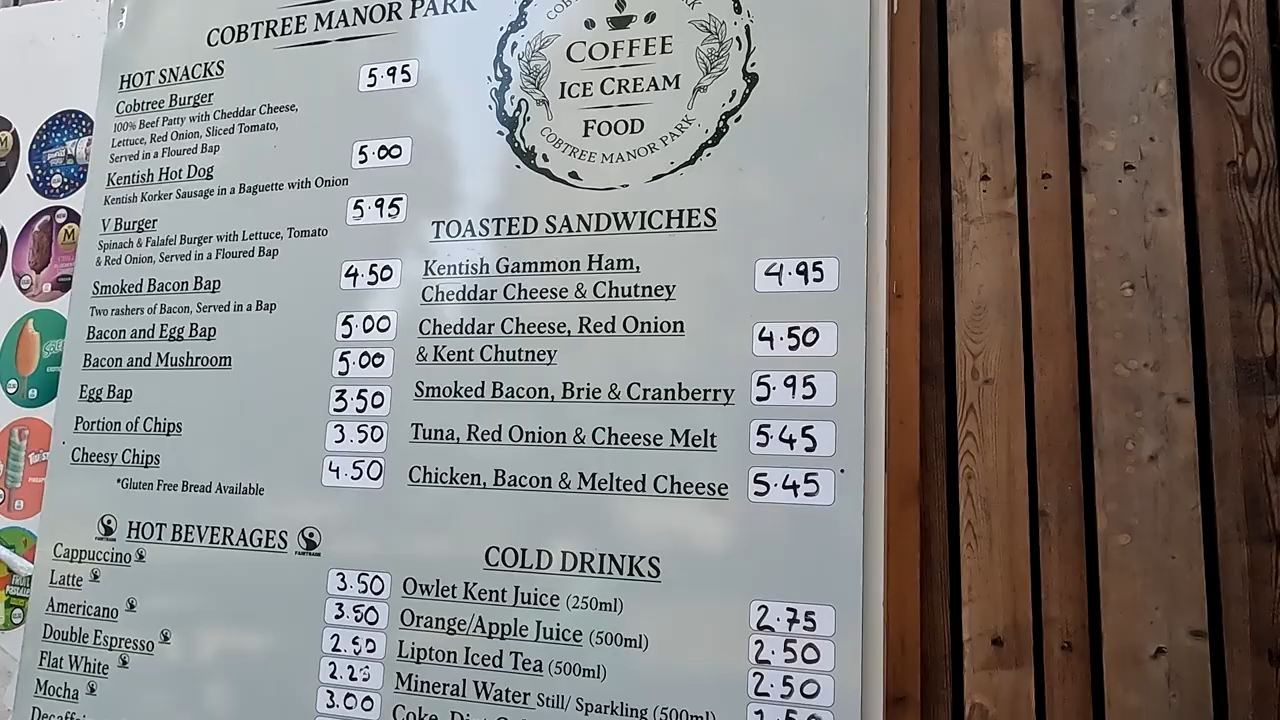 COBTREE MANOR PARK
HOT SNACKS
Cobtree Burger 5.95
100% Beef Patty with Cheddar Cheese,
Lettuce, Red Onion, Sliced Tomato,
Served in a Floured Bap
Kentish Hot Dog 5.00
Kentish Korker Sausage in a Baguette with Onion
V Burger 5.95
Spinach & Falafel Burger with Lettuce, Tomato
& Red Onion, Served in a Floured Bap
Smoked Bacon Bap 4.50
Two rashers of Bacon, Served in a Bap
Bacon and Egg Bap 5.00
Bacon and Mushroom 5.00
Egg Bap 3.50
Portion of Chips 3.50
Cheesy Chips 4.50
*Gluten Free Bread Available
HOT BEVERAGES
FAIRTRADE
FAIRTRADE
Cappuccino 3.50
Latte 3.50
Americano
Double Espresso
Flat White 3.00
Mocha
COFFEE
ICE CREAM
FOOD
COBTREE MANOR PARK
TOASTED SANDWICHES
Kentish Gammon Ham,
Cheddar Cheese & Chutney 4.95
Cheddar Cheese, Red Onion
& Kent Chutney 4.50
Smoked Bacon, Brie & Cranberry 5.95
Tuna, Red Onion & Cheese Melt 5.45
Chicken, Bacon & Melted Cheese 5.45
COLD DRINKS
Owlet Kent Juice (250ml) 2.75
Orange/Apple Juice (500ml) 2.50
Lipton Iced Tea (500ml) 2.50
Mineral Water Still/ Sparkling (500ml)